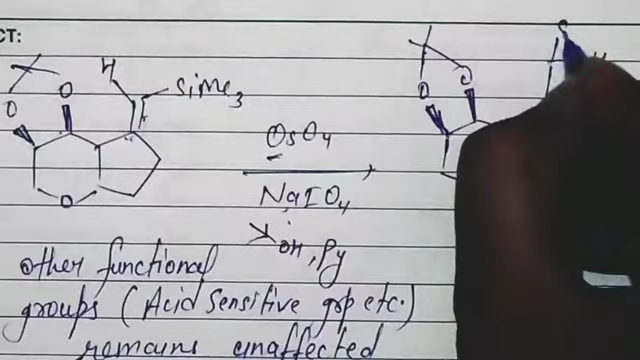 CT:
H
SiMe3
O
O
O
O
O
OsO4
NaIO4
OH, Py
other functional
groups (Acid Sensitive grp etc.)
remains unaffected